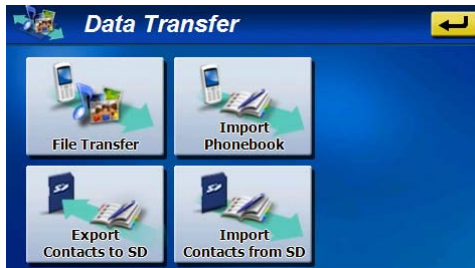 Data Transfer
File Transfer
Import
Phonebook
Export
Contacts to SD
Import
Contacts from SD